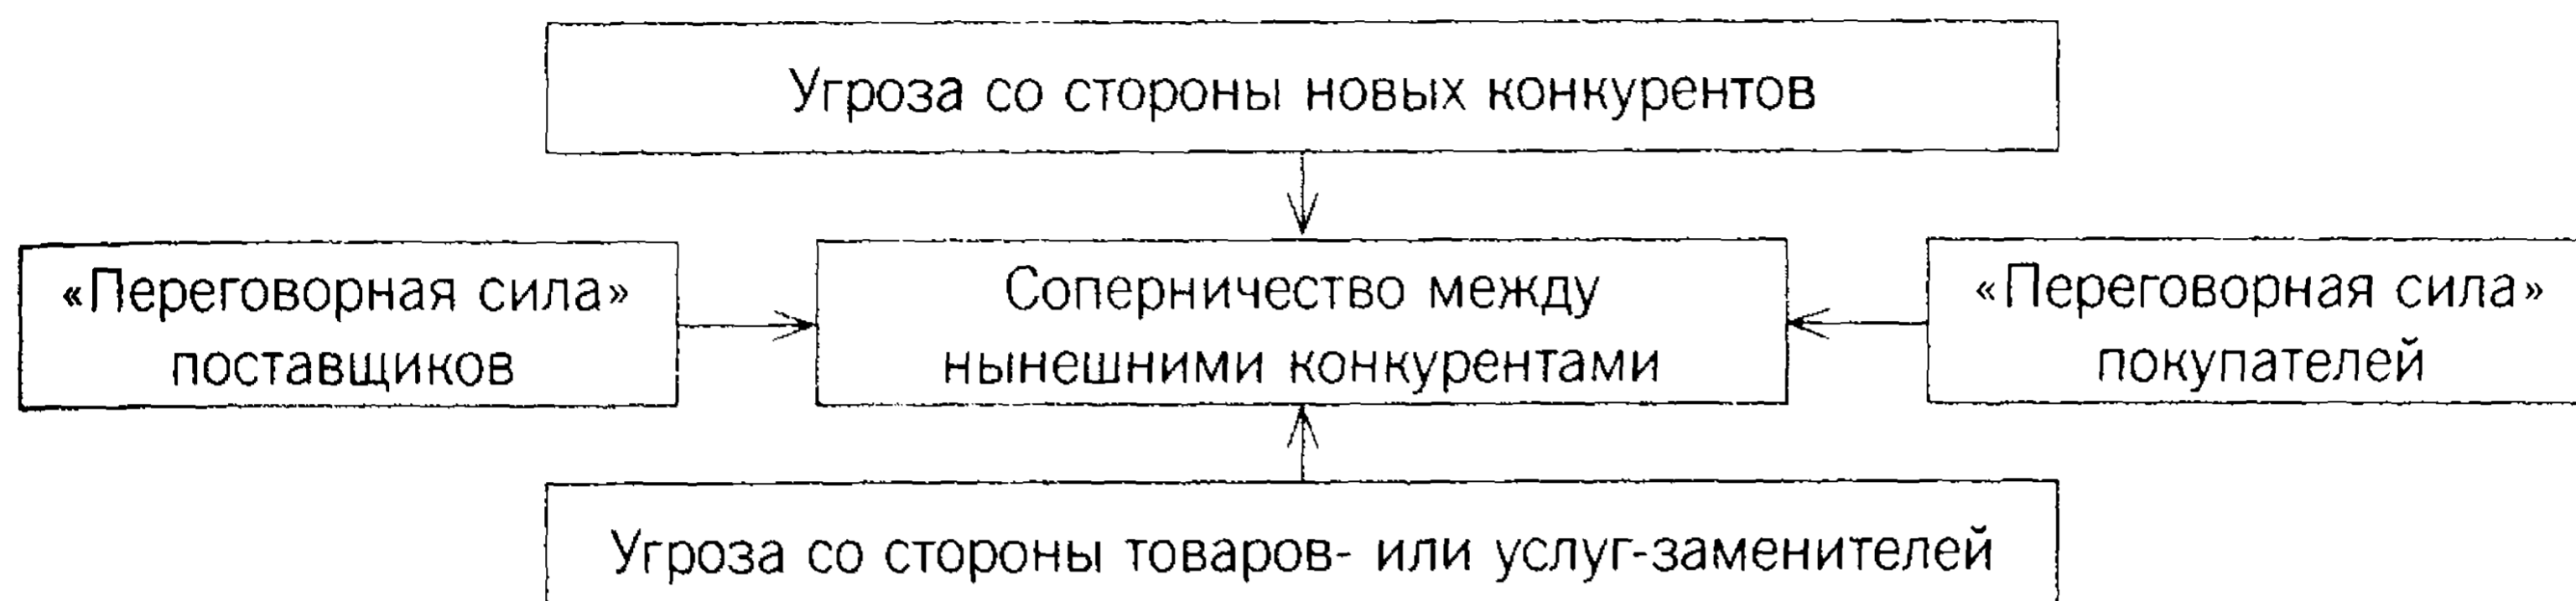 Угроза со стороны новых конкурентов
«Переговорная сила»
поставщиков
Соперничество между
нынешними конкурентами
«Переговорная сила»
покупателей
Угроза со стороны товаров- или услуг-заменителей